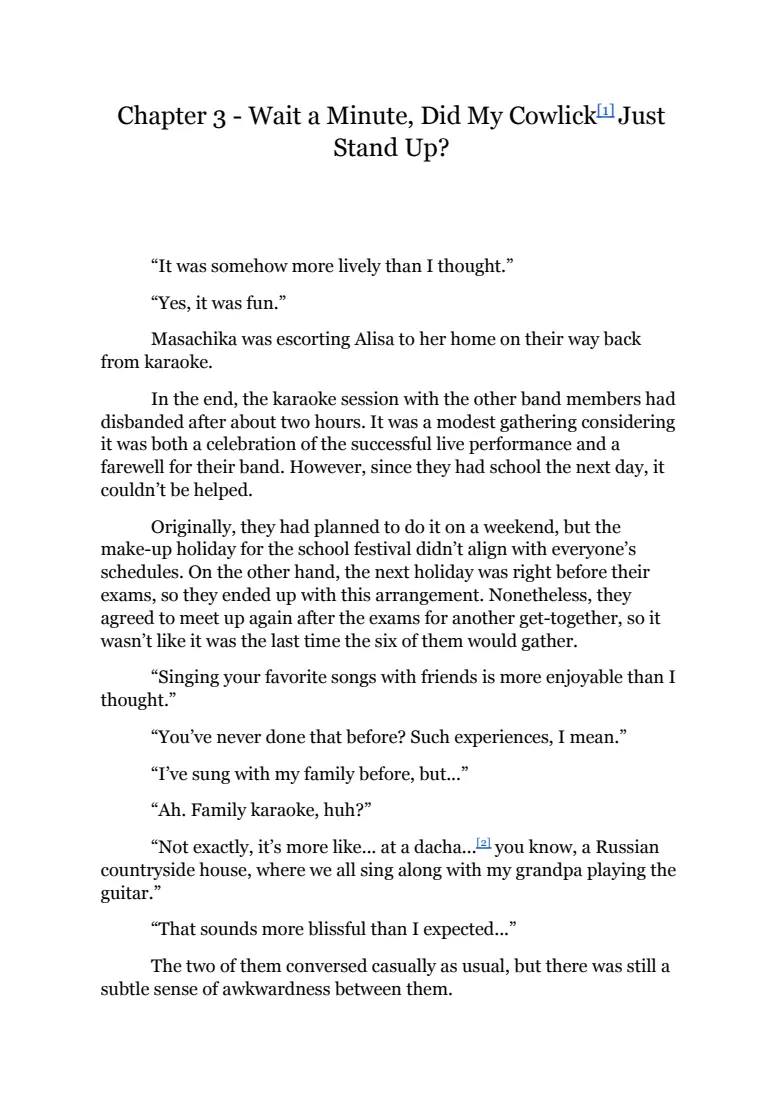 Chapter 3 - Wait a Minute, Did My Cowlick[1] Just
Stand Up?
“It was somehow more lively than I thought.”
“Yes, it was fun.”
Masachika was escorting Alisa to her home on their way back
from karaoke.
In the end, the karaoke session with the other band members had
disbanded after about two hours. It was a modest gathering considering
it was both a celebration of the successful live performance and a
farewell for their band. However, since they had school the next day, it
couldn’t be helped.
Originally, they had planned to do it on a weekend, but the
make-up holiday for the school festival didn’t align with everyone’s
schedules. On the other hand, the next holiday was right before their
exams, so they ended up with this arrangement. Nonetheless, they
agreed to meet up again after the exams for another get-together, so it
wasn’t like it was the last time the six of them would gather.
“Singing your favorite songs with friends is more enjoyable than I
thought.”
“You’ve never done that before? Such experiences, I mean.”
“I’ve sung with my family before, but...”
“Ah. Family karaoke, huh?”
“Not exactly, it’s more like... at a dacha...[2] you know, a Russian
countryside house, where we all sing along with my grandpa playing the
guitar.”
“That sounds more blissful than I expected...”
The two of them conversed casually as usual, but there was still a
subtle sense of awkwardness between them.